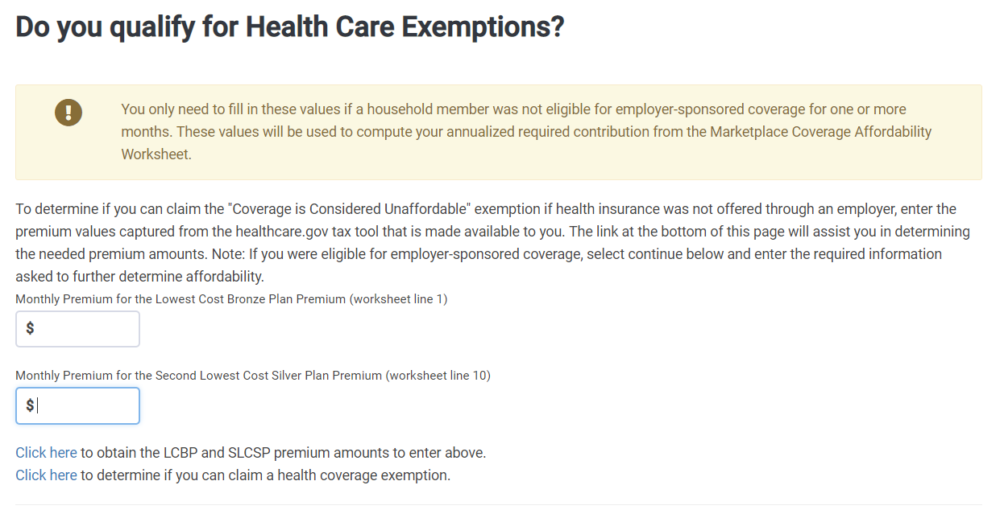 Do you qualify for Health Care Exemptions?
You only need to fill in these values if a household member was not eligible for employer-sponsored coverage for one or more
months. These values will be used to compute your annualized required contribution from the Marketplace Coverage Affordability
Worksheet.
To determine if you can claim the "Coverage is Considered Unaffordable" exemption if health insurance was not offered through an employer, enter the
premium values captured from the healthcare.gov tax tool that is made available to you. The link at the bottom of this page will assist you in determining
the needed premium amounts. Note: If you were eligible for employer-sponsored coverage, select continue below and enter the required information
asked to further determine affordability.
Monthly Premium for the Lowest Cost Bronze Plan Premium (worksheet line 1)
$
Monthly Premium for the Second Lowest Cost Silver Plan Premium (worksheet line 10)
$
Click here to obtain the LCBP and SLCSP premium amounts to enter above.
Click here to determine if you can claim a health coverage exemption.